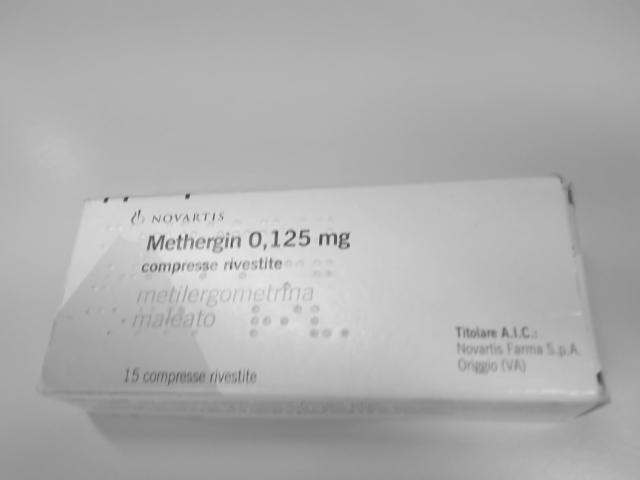 NOVARTIS
Methergin 0,125 mg
compresse rivestite
metilergometrina
maleato
15 compresse rivestite
Titolare A.I.C.:
Novartis Farma S.p.A.
Origgio (VA)